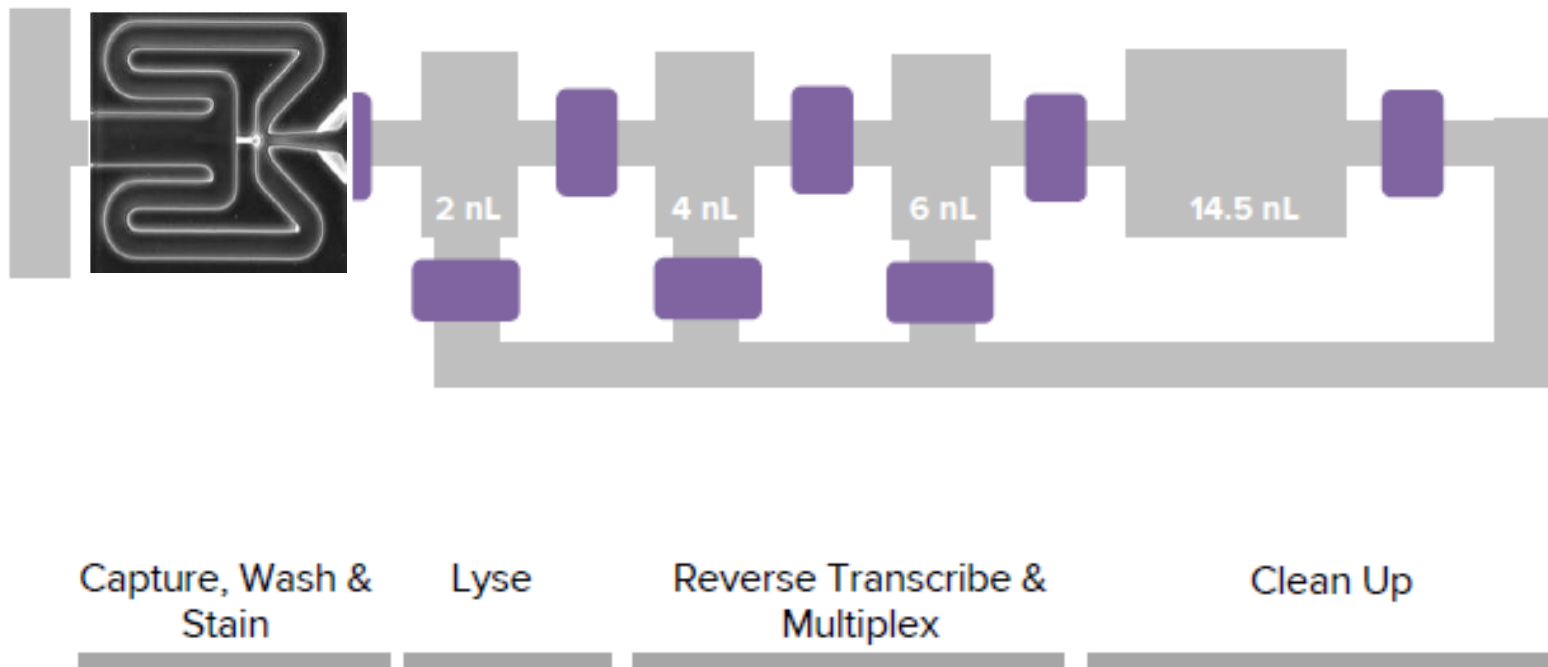 2 nL
4 nL
6 nL
14.5 nL
Capture, Wash &
Stain
Lyse
Reverse Transcribe &
Multiplex
Clean Up